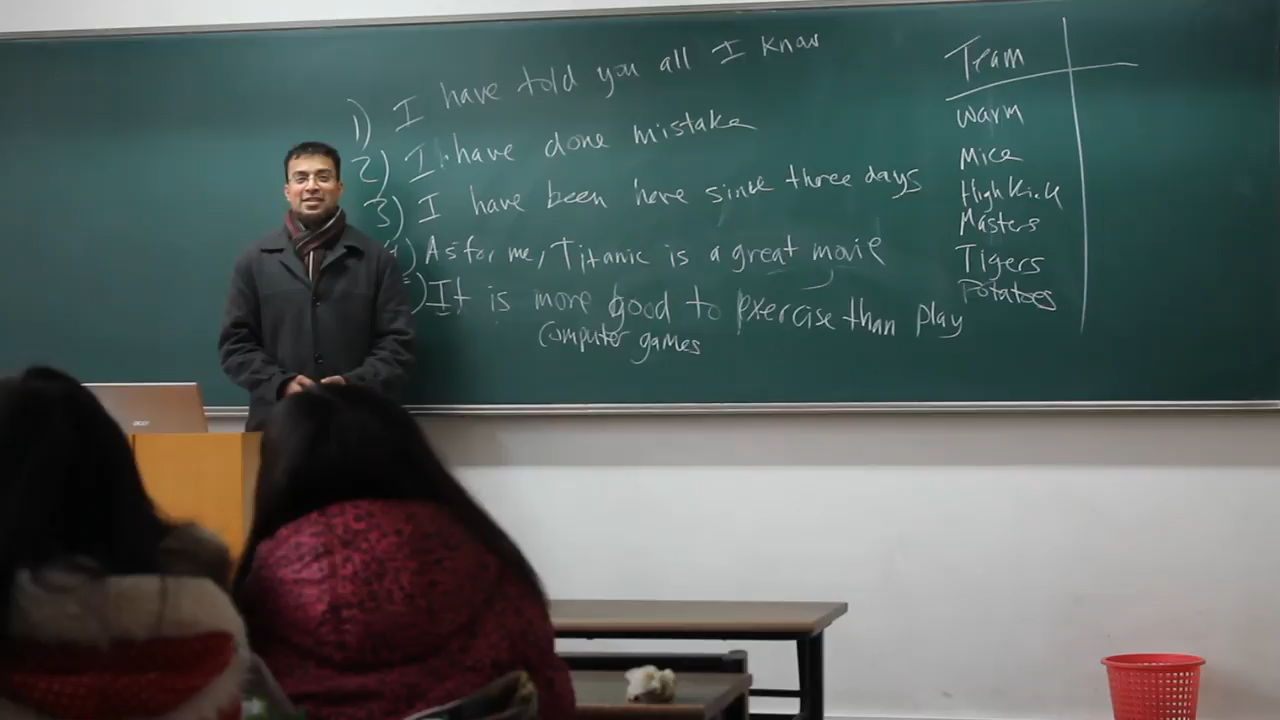 1) I have told you all I know
2) I have done mistake
3) I have been here since three days
4) As for me, Titanic is a great movie
5) It is more good to exercise than play
computer games
Team
Warm
Mice
High Kick
Masters
Tigers
Potatoes
acer